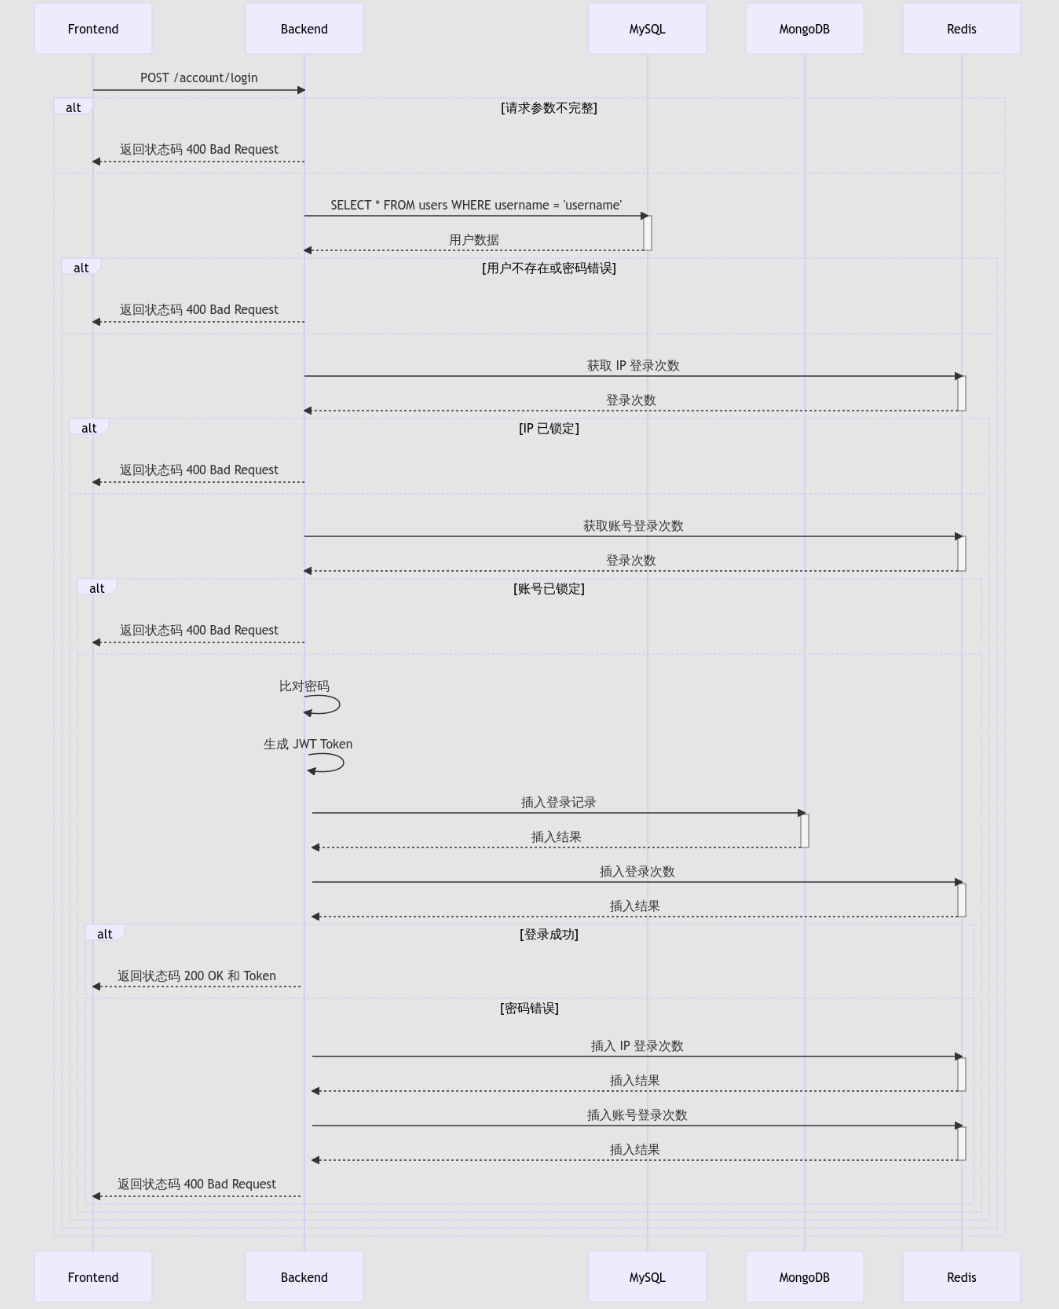 Frontend
Backend
MySQL
MongoDB
Redis
POST /account/login
alt
[请求参数不完整]
返回状态码 400 Bad Request
SELECT * FROM users WHERE username = 'username'
用户数据
alt
[用户不存在或密码错误]
返回状态码 400 Bad Request
获取 IP 登录次数
登录次数
alt
[IP 已锁定]
返回状态码 400 Bad Request
获取账号登录次数
登录次数
alt
[账号已锁定]
返回状态码 400 Bad Request
比对密码
生成 JWT Token
插入登录记录
插入结果
插入登录次数
插入结果
alt
[登录成功]
返回状态码 200 OK 和 Token
[密码错误]
插入 IP 登录次数
插入结果
插入账号登录次数
插入结果
返回状态码 400 Bad Request
Frontend
Backend
MySQL
MongoDB
Redis